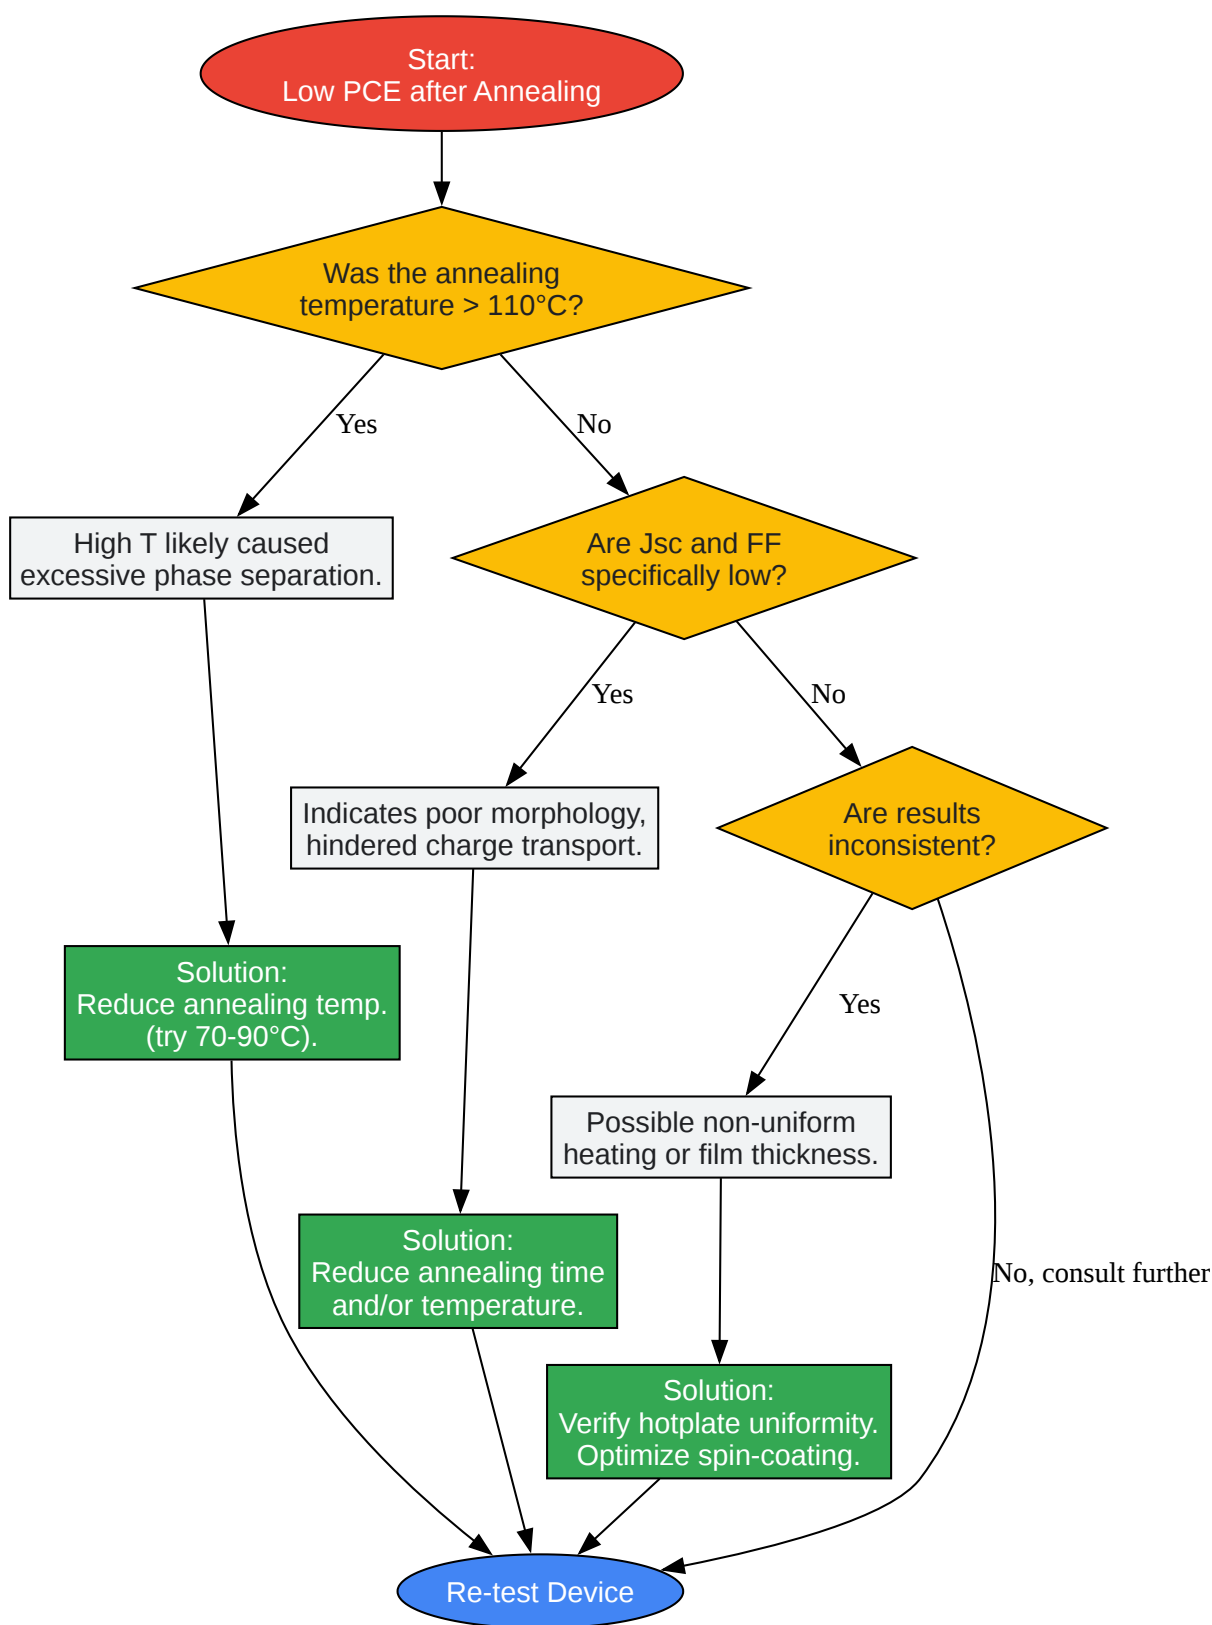 Start:
Low PCE after Annealing
Was the annealing
temperature > 110°C?
Yes
No
High T likely caused
excessive phase separation.
Are Jsc and FF
specifically low?
Yes
No
Indicates poor morphology,
hindered charge transport.
Are results
inconsistent?
Solution:
Reduce annealing temp.
(try 70-90°C).
Yes
Possible non-uniform
heating or film thickness.
Solution:
Reduce annealing time
and/or temperature.
No, consult further
Solution:
Verify hotplate uniformity.
Optimize spin-coating.
Re-test Device